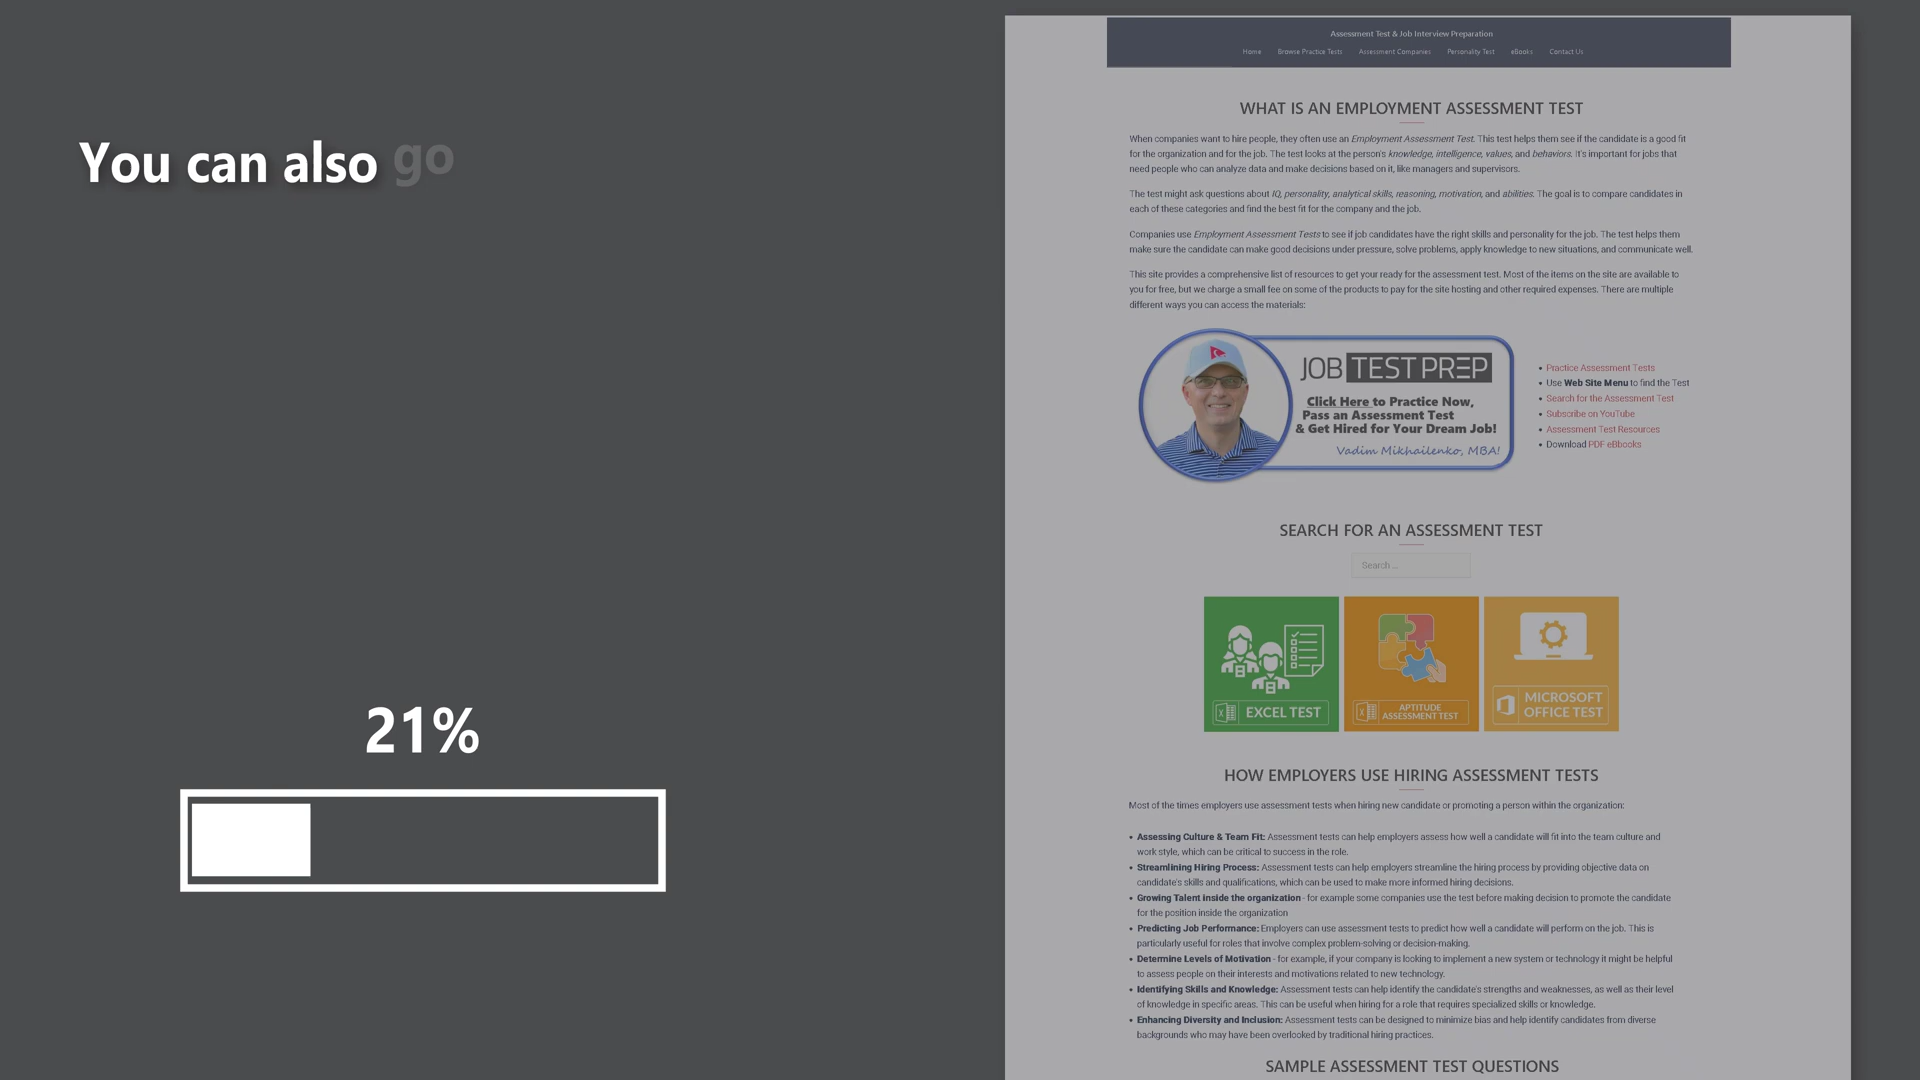 You can also go
21%
Assessment Test & Job Interview Preparation
Home Browse Practice Tests Assessment Companies Personality Test eBooks Contact Us
WHAT IS AN EMPLOYMENT ASSESSMENT TEST
When companies want to hire people, they often use an Employment Assessment Test. This test helps them see if the candidate is a good fit
for the organization and for the job. The test looks at the person's knowledge, intelligence, values, and behaviors. It's important for jobs that
need people who can analyze data and make decisions based on it, like managers and supervisors.
The test might ask questions about IQ, personality, analytical skills, reasoning, motivation, and abilities. The goal is to compare candidates in
each of these categories and find the best fit for the company and the job.
Companies use Employment Assessment Tests to see if job candidates have the right skills and personality for the job. The test helps them
make sure the candidate can make good decisions under pressure, solve problems, apply knowledge to new situations, and communicate well.
This site provides a comprehensive list of resources to get your ready for the assessment test. Most of the items on the site are available to
you for free, but we charge a small fee on some of the products to pay for the site hosting and other required expenses. There are multiple
different ways you can access the materials:
JOB TEST PREP
Click Here to Practice Now,
Pass an Assessment Test
& Get Hired for Your Dream Job!
Vadim Mikhailenko, MBA!
• Practice Assessment Tests
• Use Web Site Menu to find the Test
• Search for the Assessment Test
• Subscribe on YouTube
• Assessment Test Resources
• Download PDF eBbooks
SEARCH FOR AN ASSESSMENT TEST
Search ...
EXCEL TEST
APTITUDE
ASSESSMENT TEST
MICROSOFT
OFFICE TEST
HOW EMPLOYERS USE HIRING ASSESSMENT TESTS
Most of the times employers use assessment tests when hiring new candidate or promoting a person within the organization:
• Assessing Culture & Team Fit: Assessment tests can help employers assess how well a candidate will fit into the team culture and
work style, which can be critical to success in the role.
• Streamlining Hiring Process: Assessment tests can help employers streamline the hiring process by providing objective data on
candidate's skills and qualifications, which can be used to make more informed hiring decisions.
• Growing Talent inside the organization - for example some companies use the test before making decision to promote the candidate
for the position inside the organization
• Predicting Job Performance: Employers can use assessment tests to predict how well a candidate will perform on the job. This is
particularly useful for roles that involve complex problem-solving or decision-making.
• Determine Levels of Motivation - for example, if your company is looking to implement a new system or technology it might be helpful
to assess people on their interests and motivations related to new technology.
• Identifying Skills and Knowledge: Assessment tests can help identify the candidate's strengths and weaknesses, as well as their level
of knowledge in specific areas. This can be useful when hiring for a role that requires specialized skills or knowledge.
• Enhancing Diversity and Inclusion: Assessment tests can be designed to minimize bias and help identify candidates from diverse
backgrounds who may have been overlooked by traditional hiring practices.
SAMPLE ASSESSMENT TEST QUESTIONS